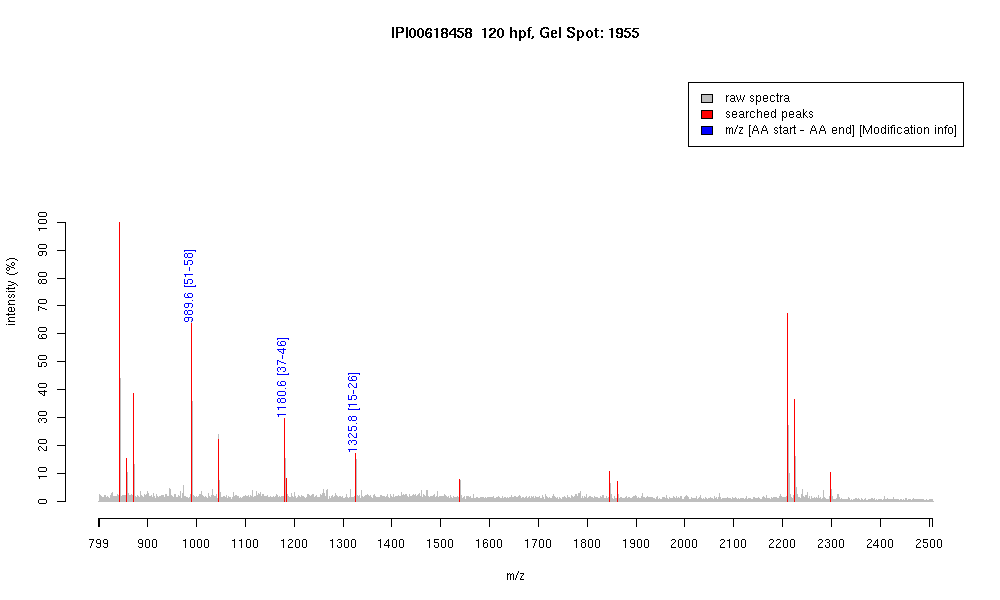 IPI00618458 120 hpf, Gel Spot: 1955
raw spectra
searched peaks
m/z [AA start - AA end] [Modification info]
intensity (%)
100
90
80
70
60
50
40
30
20
10
0
989.6 [51-58]
1180.6 [37-46]
1325.8 [15-26]
799 900 1000 1100 1200 1300 1400 1500 1600 1700 1800 1900 2000 2100 2200 2300 2400 2500
m/z